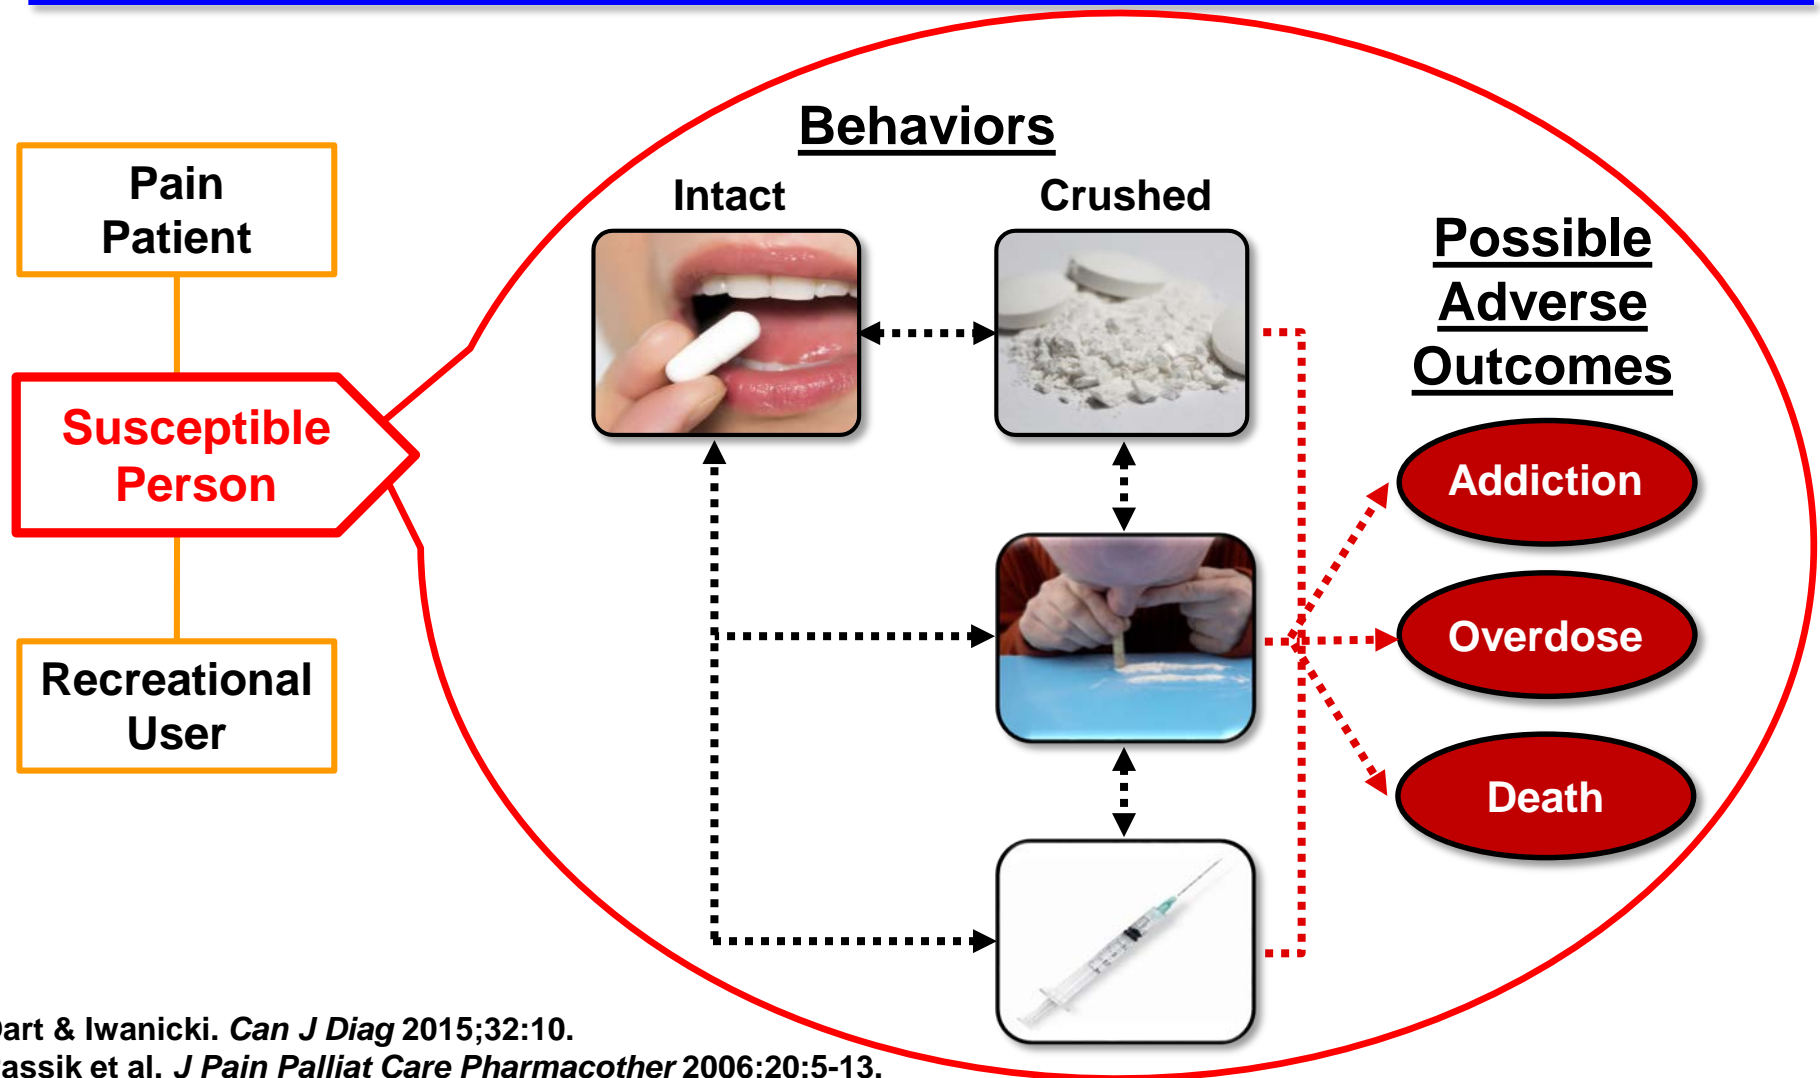 Behaviors
Pain
Patient
Intact
Crushed
Possible
Adverse
Outcomes
Susceptible
Person
Addiction
Overdose
Recreational
User
Death
& Iwanicki. Can J Diag 2015;32:10.
et al. J Pain Palliat Care Pharmacother 2006:20:5-13.